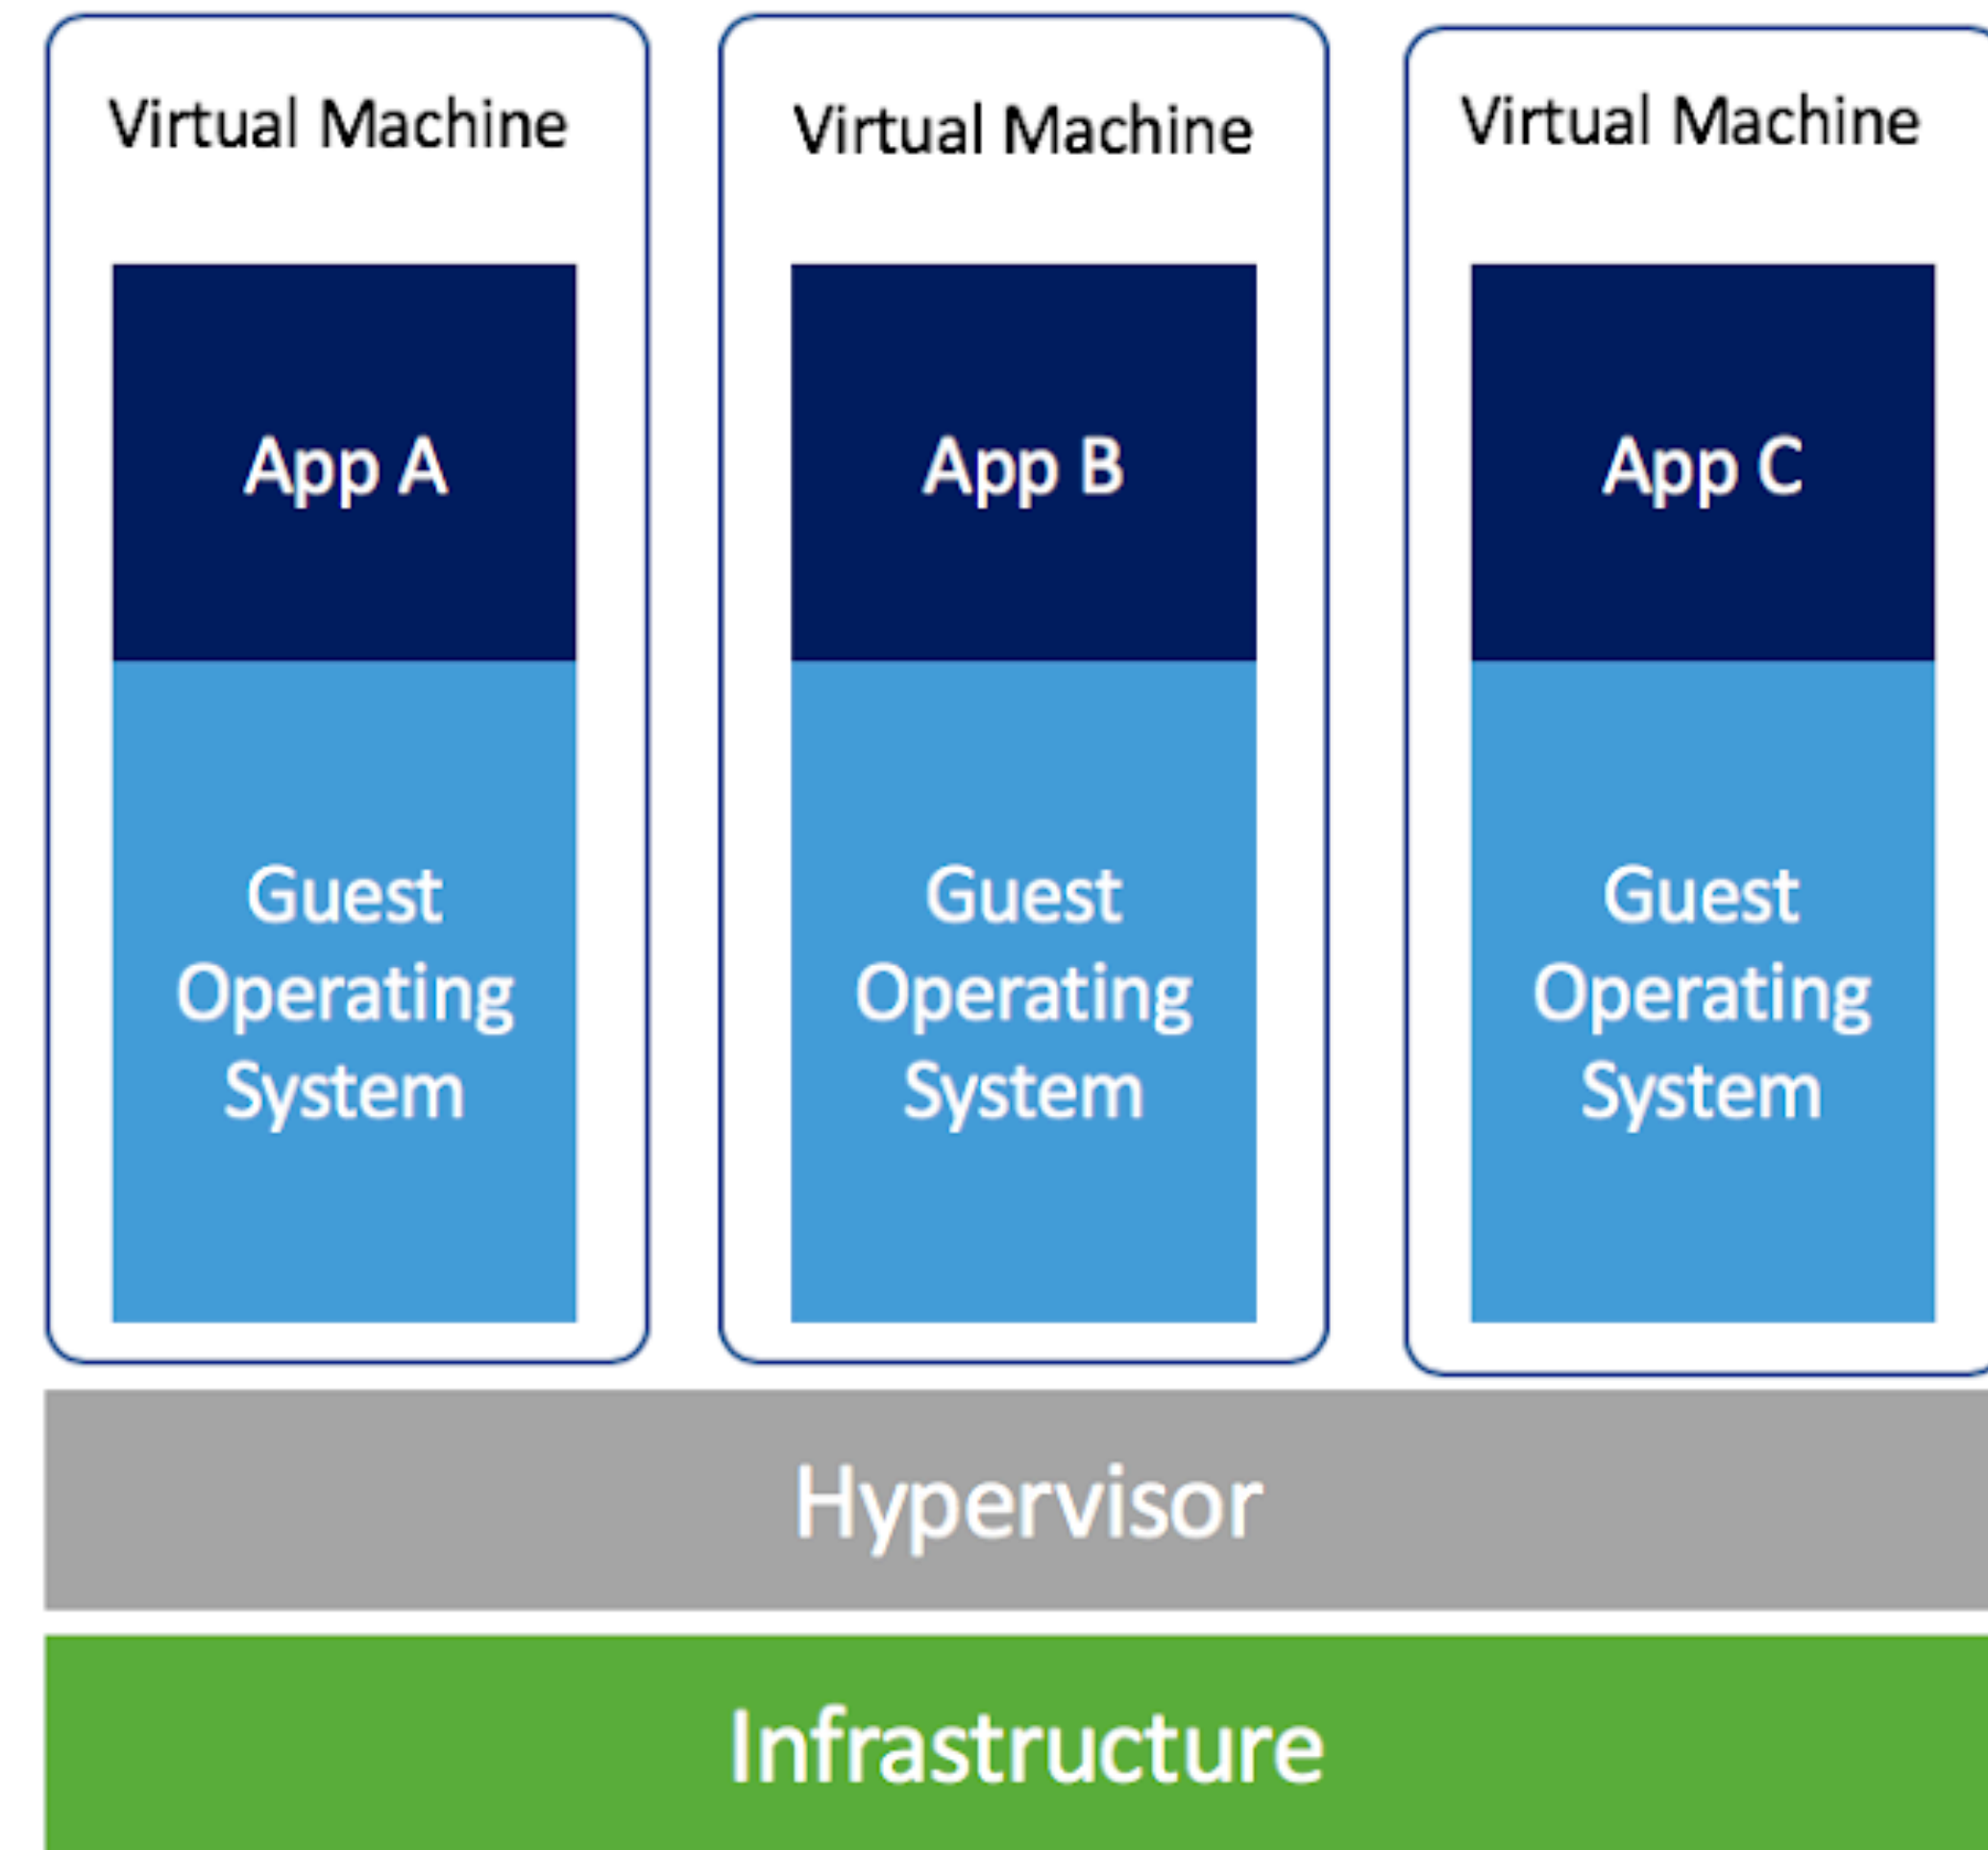 Virtual Machine
Virtual Machine
Virtual Machine
App A
App B
App C
Guest
Operating
System
Guest
Operating
System
Guest
Operating
System
Hypervisor
Infrastructure